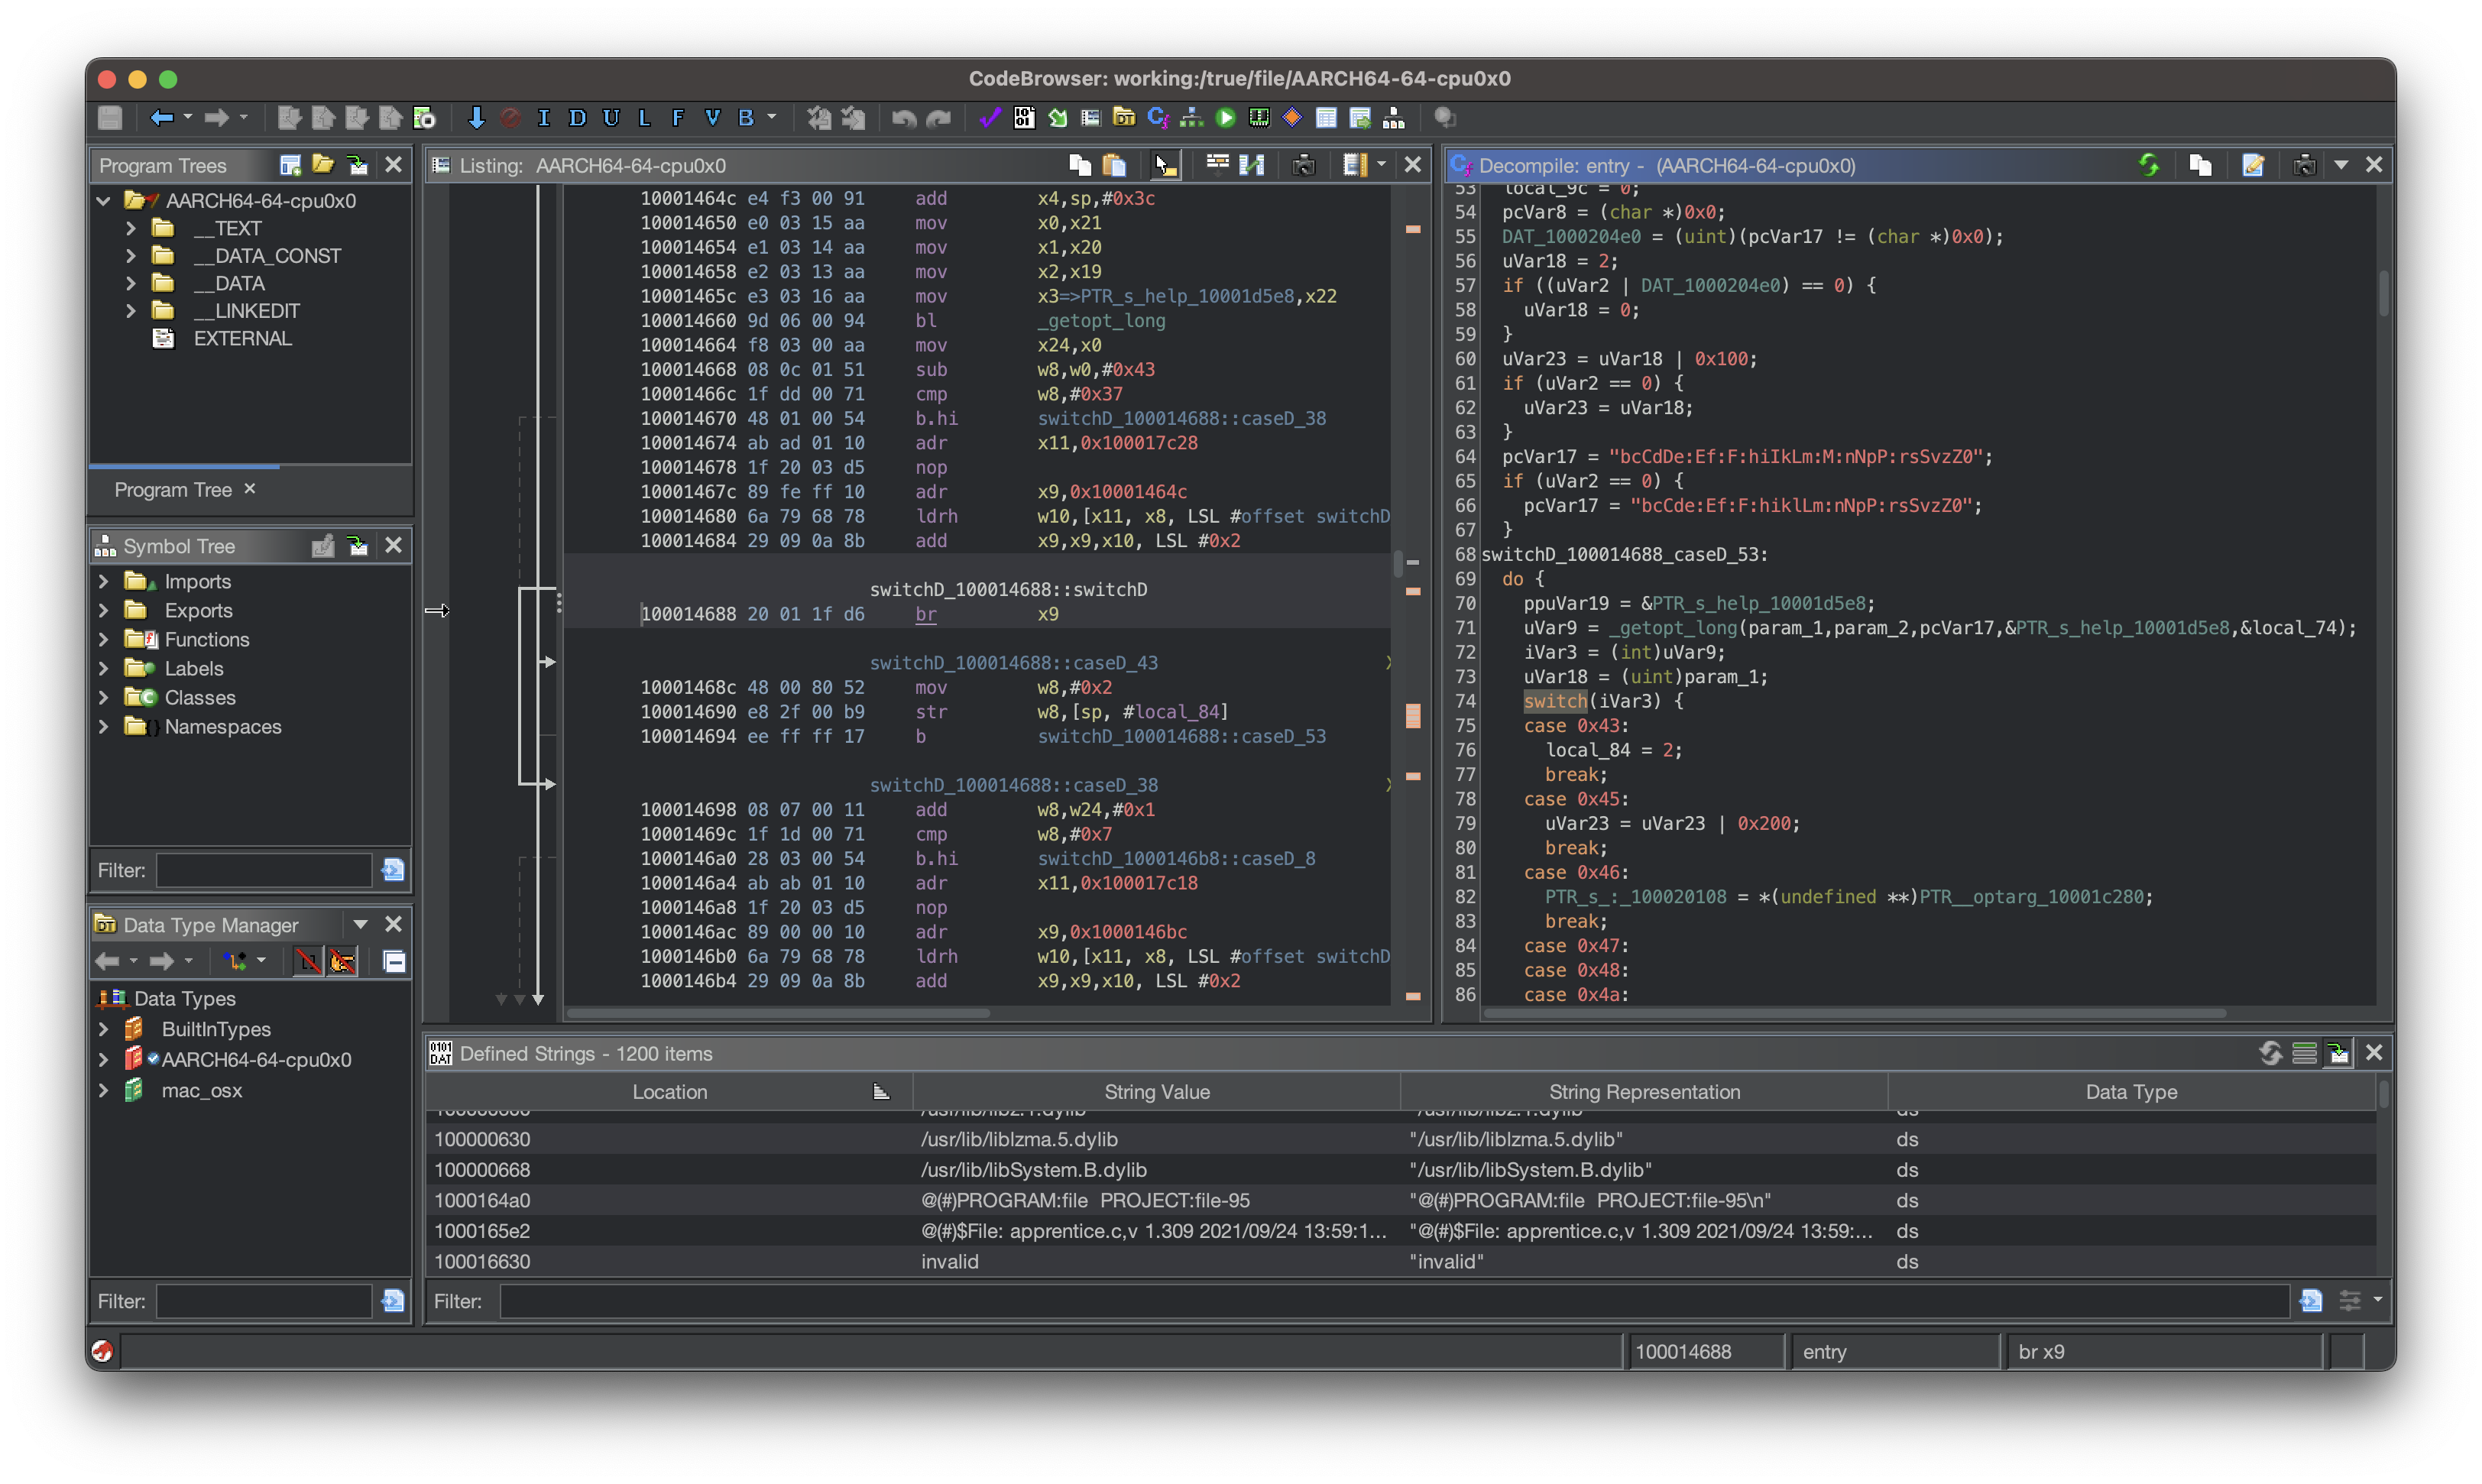 CodeBrowser: working:/true/file/AARCH64-64-cpu0x0
I D U L F V B
Program Trees
AARCH64-64-cpu0x0
__TEXT
__DATA_CONST
__DATA
__LINKEDIT
EXTERNAL
Program Tree
Symbol Tree
Imports
Exports
Functions
Labels
Classes
Namespaces
Filter:
Data Type Manager
Data Types
BuiltInTypes
AARCH64-64-cpu0x0
mac_osx
Filter:
Listing: AARCH64-64-cpu0x0
10001464c e4 f3 00 91 add x4,sp,#0x3c
100014650 e0 03 15 aa mov x0,x21
100014654 e1 03 14 aa mov x1,x20
100014658 e2 03 13 aa mov x2,x19
10001465c e3 03 16 aa mov x3=>PTR_s_help_10001d5e8,x22
100014660 9d 06 00 94 bl _getopt_long
100014664 f8 03 00 aa mov x24,x0
100014668 08 0c 01 51 sub w8,w0,#0x43
10001466c 1f dd 00 71 cmp w8,#0x37
100014670 48 01 00 54 b.hi switchD_100014688::caseD_38
100014674 ab ad 01 10 adr x11,0x100017c28
100014678 1f 20 03 d5 nop
10001467c 89 fe ff 10 adr x9,0x10001464c
100014680 6a 79 68 78 ldrh w10,[x11, x8, LSL #offset switchD
100014684 29 09 0a 8b add x9,x9,x10, LSL #0x2
switchD_100014688::switchD
100014688 20 01 1f d6 br x9
switchD_100014688::caseD_43
10001468c 48 00 80 52 mov w8,#0x2
100014690 e8 2f 00 b9 str w8,[sp, #local_84]
100014694 ee ff ff 17 b switchD_100014688::caseD_53
switchD_100014688::caseD_38
100014698 08 07 00 11 add w8,w24,#0x1
10001469c 1f 1d 00 71 cmp w8,#0x7
1000146a0 28 03 00 54 b.hi switchD_1000146b8::caseD_8
1000146a4 ab ab 01 10 adr x11,0x100017c18
1000146a8 1f 20 03 d5 nop
1000146ac 89 00 00 10 adr x9,0x1000146bc
1000146b0 6a 79 68 78 ldrh w10,[x11, x8, LSL #offset switchD
1000146b4 29 09 0a 8b add x9,x9,x10, LSL #0x2
Decompile: entry - (AARCH64-64-cpu0x0)
53 local_9c = 0;
54 pcVar8 = (char *)0x0;
55 DAT_1000204e0 = (uint)(pcVar17 != (char *)0x0);
56 uVar18 = 2;
57 if ((uVar2 | DAT_1000204e0) == 0) {
58 uVar18 = 0;
59 }
60 uVar23 = uVar18 | 0x100;
61 if (uVar2 == 0) {
62 uVar23 = uVar18;
63 }
64 pcVar17 = "bcCdDe:Ef:F:hiIkLm:M:nNpP:rsSvzZ0";
65 if (uVar2 == 0) {
66 pcVar17 = "bcCde:Ef:F:hiklLm:nNpP:rsSvzZ0";
67 }
68 switchD_100014688_caseD_53:
69 do {
70 ppuVar19 = &PTR_s_help_10001d5e8;
71 uVar9 = _getopt_long(param_1,param_2,pcVar17,&PTR_s_help_10001d5e8,&local_74);
72 iVar3 = (int)uVar9;
73 uVar18 = (uint)param_1;
74 switch(iVar3) {
75 case 0x43:
76 local_84 = 2;
77 break;
78 case 0x45:
79 uVar23 = uVar23 | 0x200;
80 break;
81 case 0x46:
82 PTR_s_:_100020108 = *(undefined **)PTR__optarg_10001c280;
83 break;
84 case 0x47:
85 case 0x48:
86 case 0x4a:
Defined Strings - 1200 items
Location String Value String Representation Data Type
100000630 /usr/lib/liblzma.5.dylib "/usr/lib/liblzma.5.dylib" ds
100000668 /usr/lib/libSystem.B.dylib "/usr/lib/libSystem.B.dylib" ds
1000164a0 @(#)PROGRAM:file PROJECT:file-95 "@(#)PROGRAM:file PROJECT:file-95\n" ds
1000165e2 @(#)$File: apprentice.c,v 1.309 2021/09/24 13:59:1... "@(#)$File: apprentice.c,v 1.309 2021/09/24 13:59:... ds
100016630 invalid "invalid" ds
Filter:
100014688 entry br x9